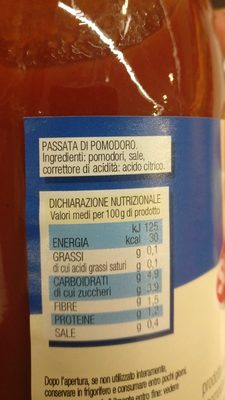 PASSATA DI POMODORO.
Ingredienti: pomodori, sale,
correttore di acidità: acido citrico.
DICHIARAZIONE NUTRIZIONALE
Valori medi per 100 g di prodotto
kJ 125
ENERGIA kcal 30
GRASSI g 0,1
di cui acidi grassi saturi g 0,1
CARBOIDRATI g 4,9
di cui zuccheri g 3,9
FIBRE g 1,5
PROTEINE g 1,2
SALE g 0,4
Dopo l'apertura, se non utilizzato interamente,
conservare in frigorifero e consumare entro pochi giorni.
entro fine: vedere